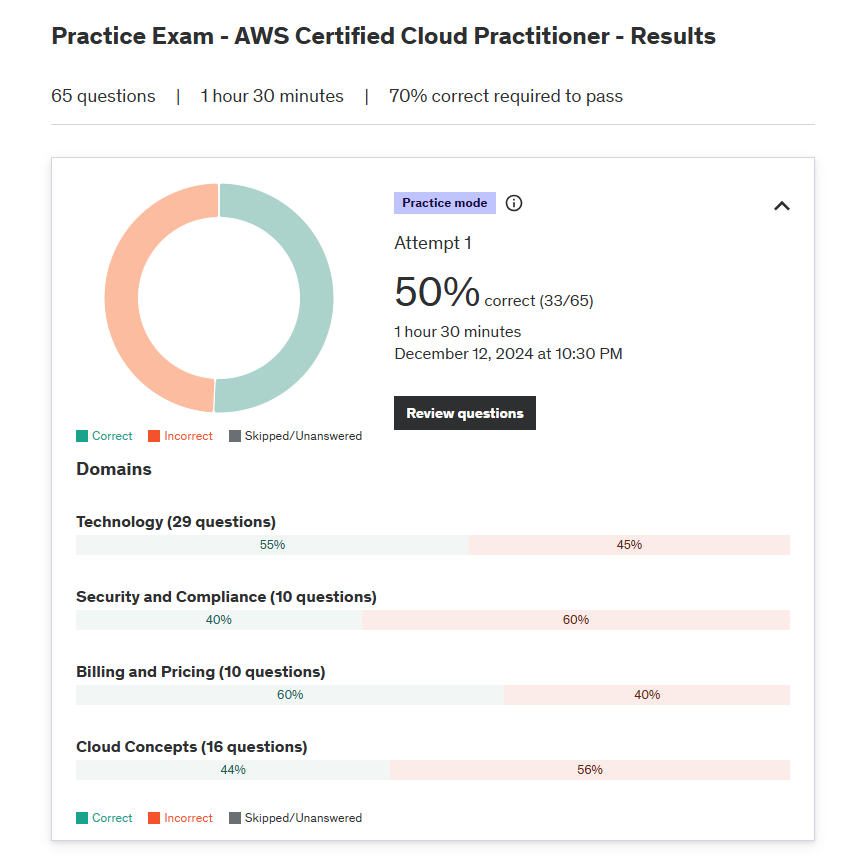 Practice Exam - AWS Certified Cloud Practitioner - Results
65 questions | 1 hour 30 minutes | 70% correct required to pass
Practice mode
Attempt 1
50% correct (33/65)
1 hour 30 minutes
December 12, 2024 at 10:30 PM
Review questions
Correct Incorrect Skipped/Unanswered
Domains
Technology (29 questions)
55% 45%
Security and Compliance (10 questions)
40% 60%
Billing and Pricing (10 questions)
60% 40%
Cloud Concepts (16 questions)
44% 56%
Correct Incorrect Skipped/Unanswered